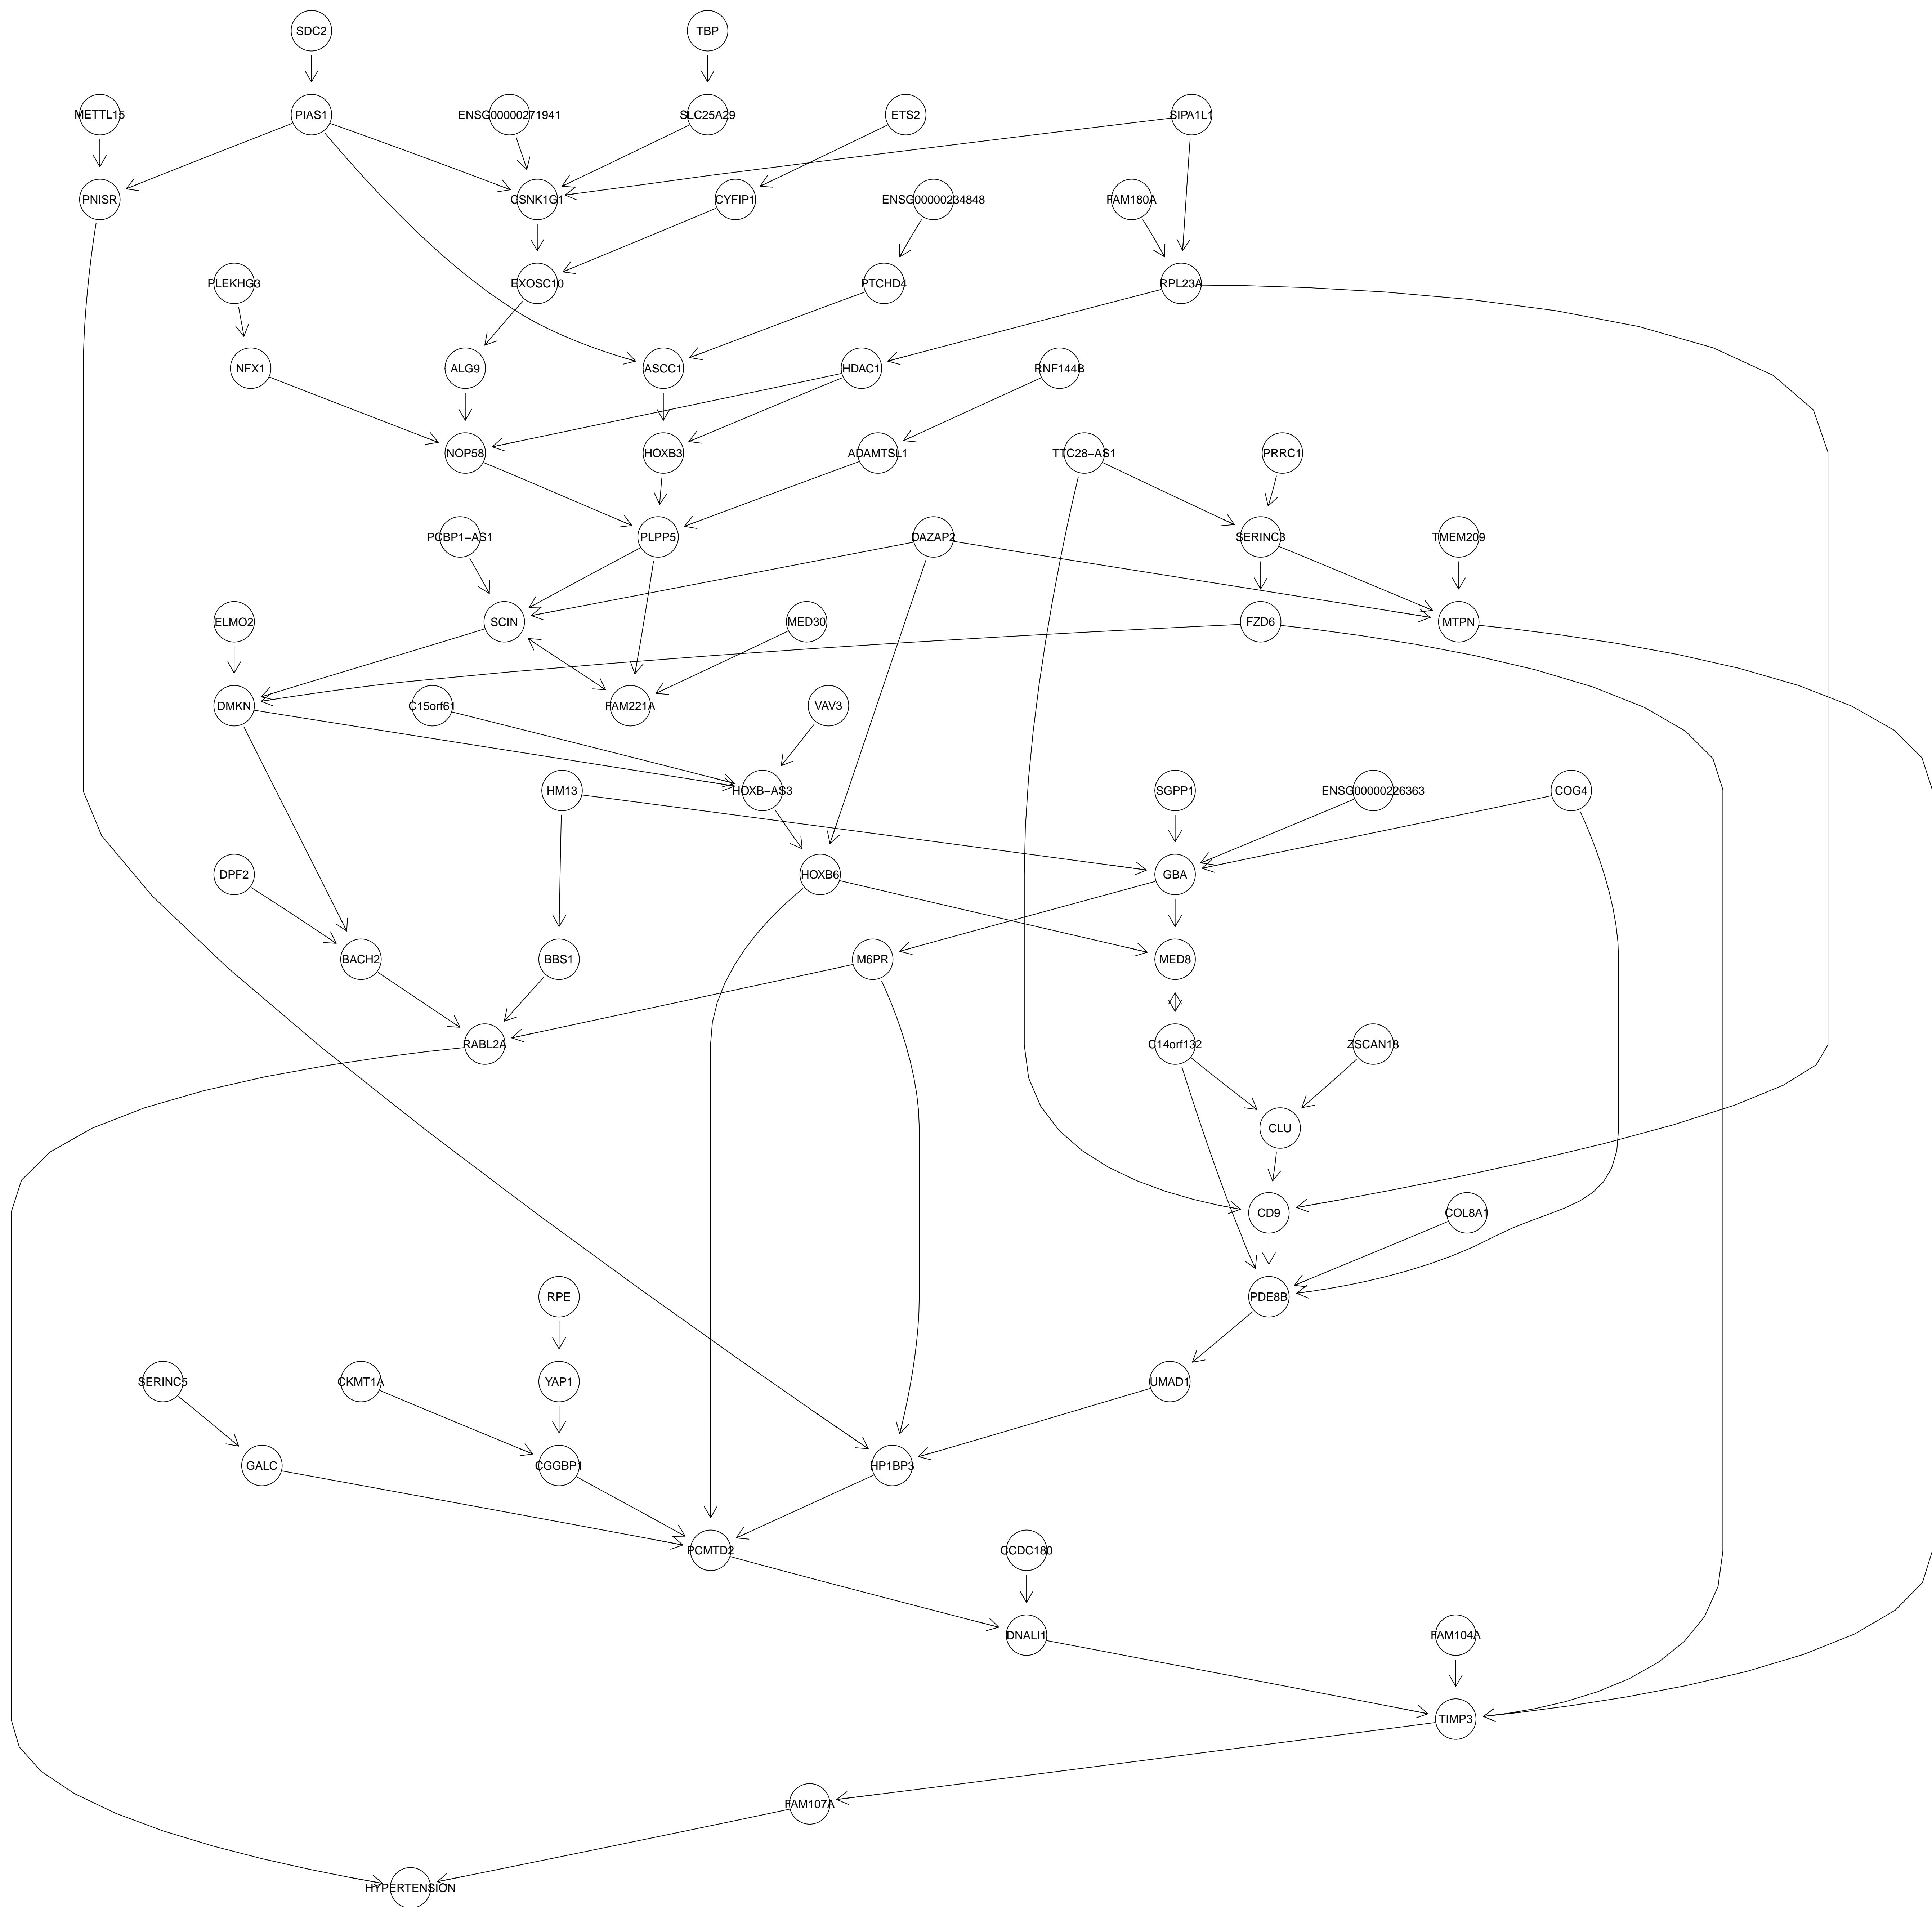 SDC2
TBP
METTL15
PIAS1
ENSG00000271941
SLC25A29
ETS2
SIPA1L1
PNISR
CSNK1G1
CYFIP1
ENSG00000234848
FAM180A
PLEKHG3
EXOSC10
PTCHD4
RPL23A
NFX1
ALG9
ASCC1
HDAC1
RNF144B
NOP58
HOXB3
ADAMTSL1
TTC28−AS1
PRRC1
PCBP1−AS1
PLPP5
DAZAP2
SERINC3
TMEM209
ELMO2
SCIN
MED30
FZD6
MTPN
DMKN
C15orf61
FAM221A
VAV3
HM13
HOXB−AS3
SGPP1
ENSG00000226363
COG4
DPF2
HOXB6
GBA
BACH2
BBS1
M6PR
MED8
RABL2A
C14orf132
ZSCAN18
CLU
CD9
COL8A1
RPE
PDE8B
SERINC5
CKMT1A
YAP1
UMAD1
GALC
CGGBP1
HP1BP3
PCMTD2
CCDC180
DNALI1
FAM104A
TIMP3
FAM107A
HYPERTENSION